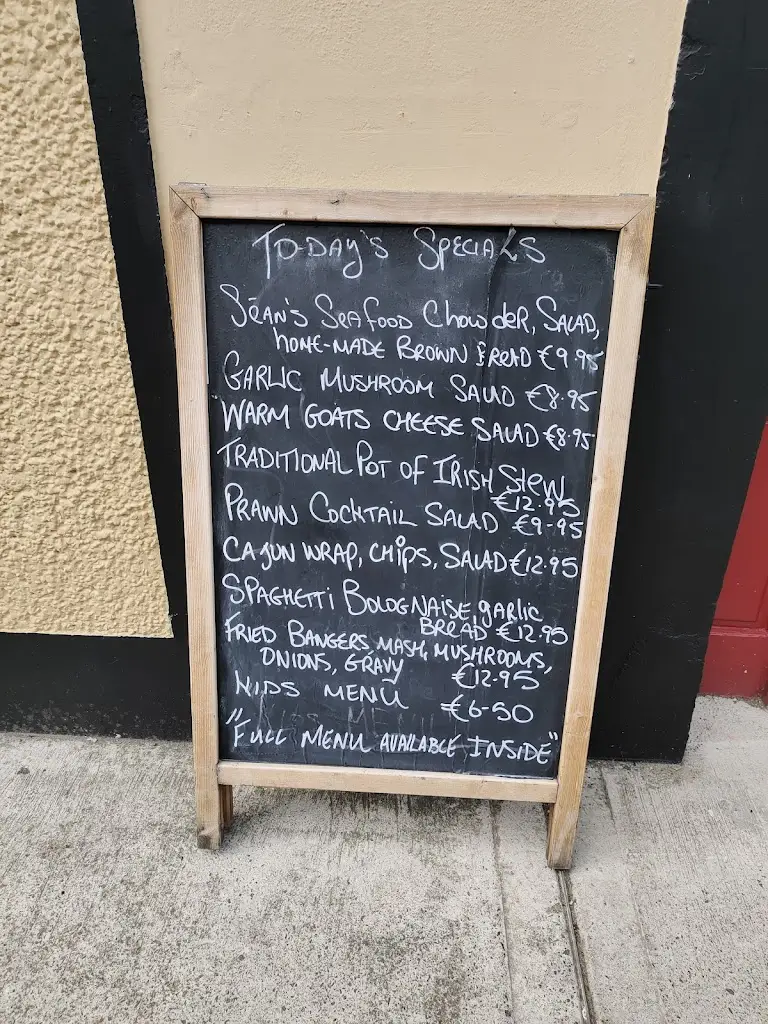 TO-DAY'S SPECIALS
SEAN'S SEAFOOD CHOWDER, SALAD,
HOME-MADE BROWN BREAD €9.95
GARLIC MUSHROOM SALAD €8.95
WARM GOATS CHEESE SALAD €8.95
TRADITIONAL POT OF IRISH STEW
€12.95
PRAWN COCKTAIL SALAD €9-95
CAJUN WRAP, CHIPS, SALAD €12.95
SPAGHETTI BOLOGNAISE, garlic
BREAD €12.95
FRIED BANGERS, MASH, MUSHROOMS,
ONIONS, GRAVY €12.95
KIDS MENU €6-50
"FULL MENU AVAILABLE INSIDE"